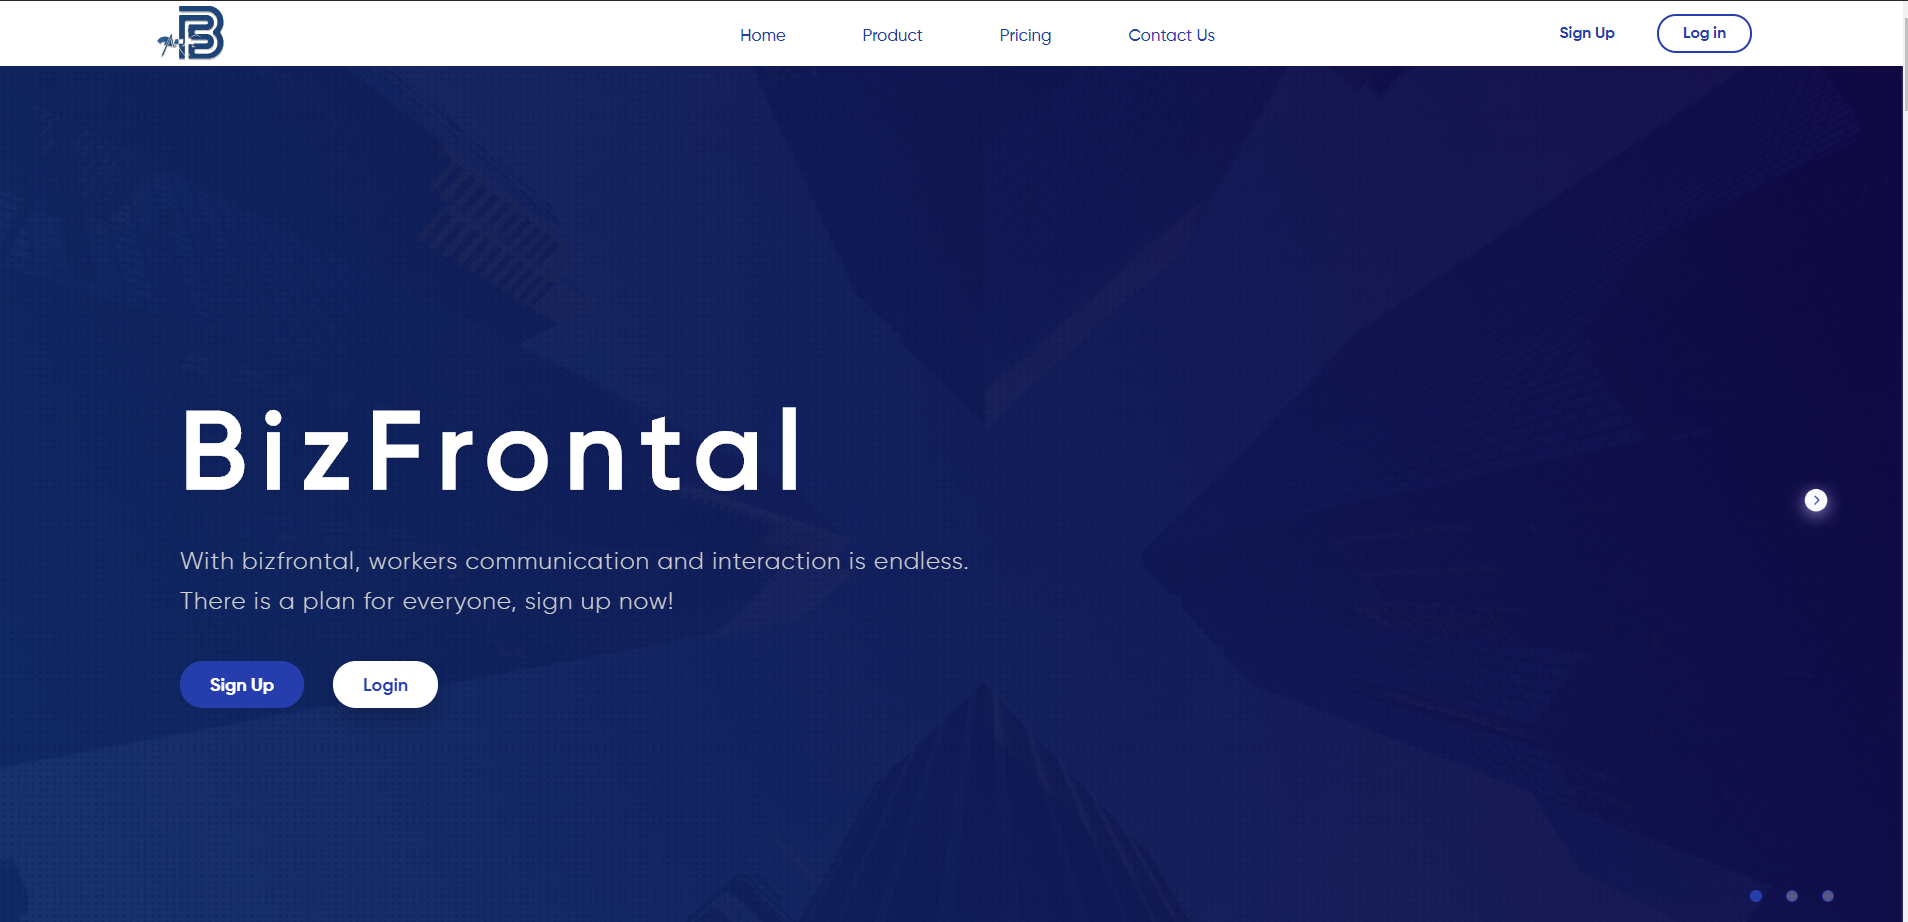 Home Product Pricing Contact Us Sign Up Log in
BizFrontal
With bizfrontal, workers communication and interaction is endless.
There is a plan for everyone, sign up now!
Sign Up Login